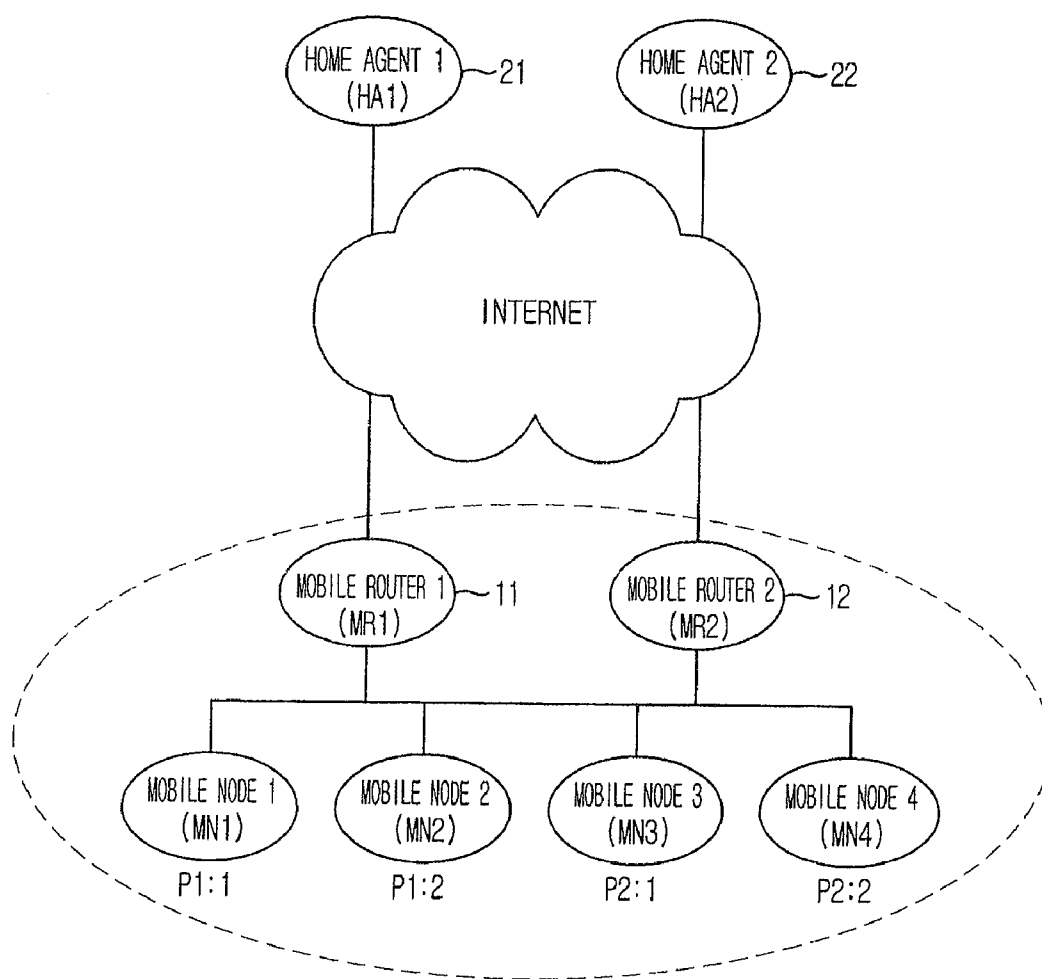 HOME AGENT 1
(HA1)
21
HOME AGENT 2
(HA2)
22
INTERNET
MOBILE ROUTER 1
(MR1)
11
MOBILE ROUTER 2
(MR2)
12
MOBILE NODE 1
(MN1)
MOBILE NODE 2
(MN2)
MOBILE NODE 3
(MN3)
MOBILE NODE 4
(MN4)
P1:1
P1:2
P2:1
P2:2